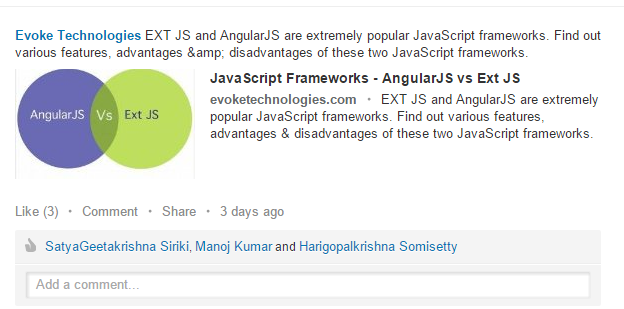 Evoke Technologies EXT JS and AngularJS are extremely popular JavaScript frameworks. Find out
various features, advantages &amp; disadvantages of these two JavaScript frameworks.
AngularJS Vs Ext JS
JavaScript Frameworks - AngularJS vs Ext JS
evoketechnologies.com · EXT JS and AngularJS are extremely
popular JavaScript frameworks. Find out various features,
advantages & disadvantages of these two JavaScript frameworks.
Like (3) · Comment · Share · 3 days ago
SatyaGeetakrishna Siriki, Manoj Kumar and Harigopalkrishna Somisetty
Add a comment...